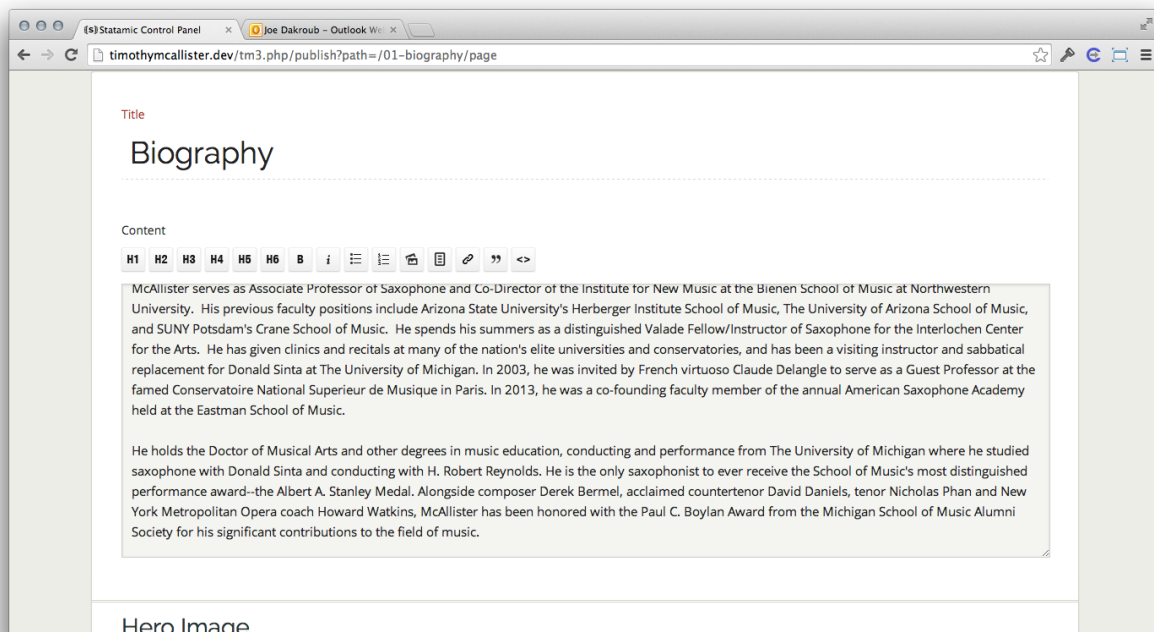 {s} Statamic Control Panel
Joe Dakroub – Outlook We
timothymcallister.dev/tm3.php/publish?path=/01-biography/page
Title
Biography
Content
H1 H2 H3 H4 H5 H6 B i
McAllister serves as Associate Professor of Saxophone and Co-Director of the Institute for New Music at the Bienen School of Music at Northwestern
University.  His previous faculty positions include Arizona State University's Herberger Institute School of Music, The University of Arizona School of Music,
and SUNY Potsdam's Crane School of Music.  He spends his summers as a distinguished Valade Fellow/Instructor of Saxophone for the Interlochen Center
for the Arts.  He has given clinics and recitals at many of the nation's elite universities and conservatories, and has been a visiting instructor and sabbatical
replacement for Donald Sinta at The University of Michigan. In 2003, he was invited by French virtuoso Claude Delangle to serve as a Guest Professor at the
famed Conservatoire National Superieur de Musique in Paris. In 2013, he was a co-founding faculty member of the annual American Saxophone Academy
held at the Eastman School of Music.
He holds the Doctor of Musical Arts and other degrees in music education, conducting and performance from The University of Michigan where he studied
saxophone with Donald Sinta and conducting with H. Robert Reynolds. He is the only saxophonist to ever receive the School of Music's most distinguished
performance award--the Albert A. Stanley Medal. Alongside composer Derek Bermel, acclaimed countertenor David Daniels, tenor Nicholas Phan and New
York Metropolitan Opera coach Howard Watkins, McAllister has been honored with the Paul C. Boylan Award from the Michigan School of Music Alumni
Society for his significant contributions to the field of music.
Hero Image